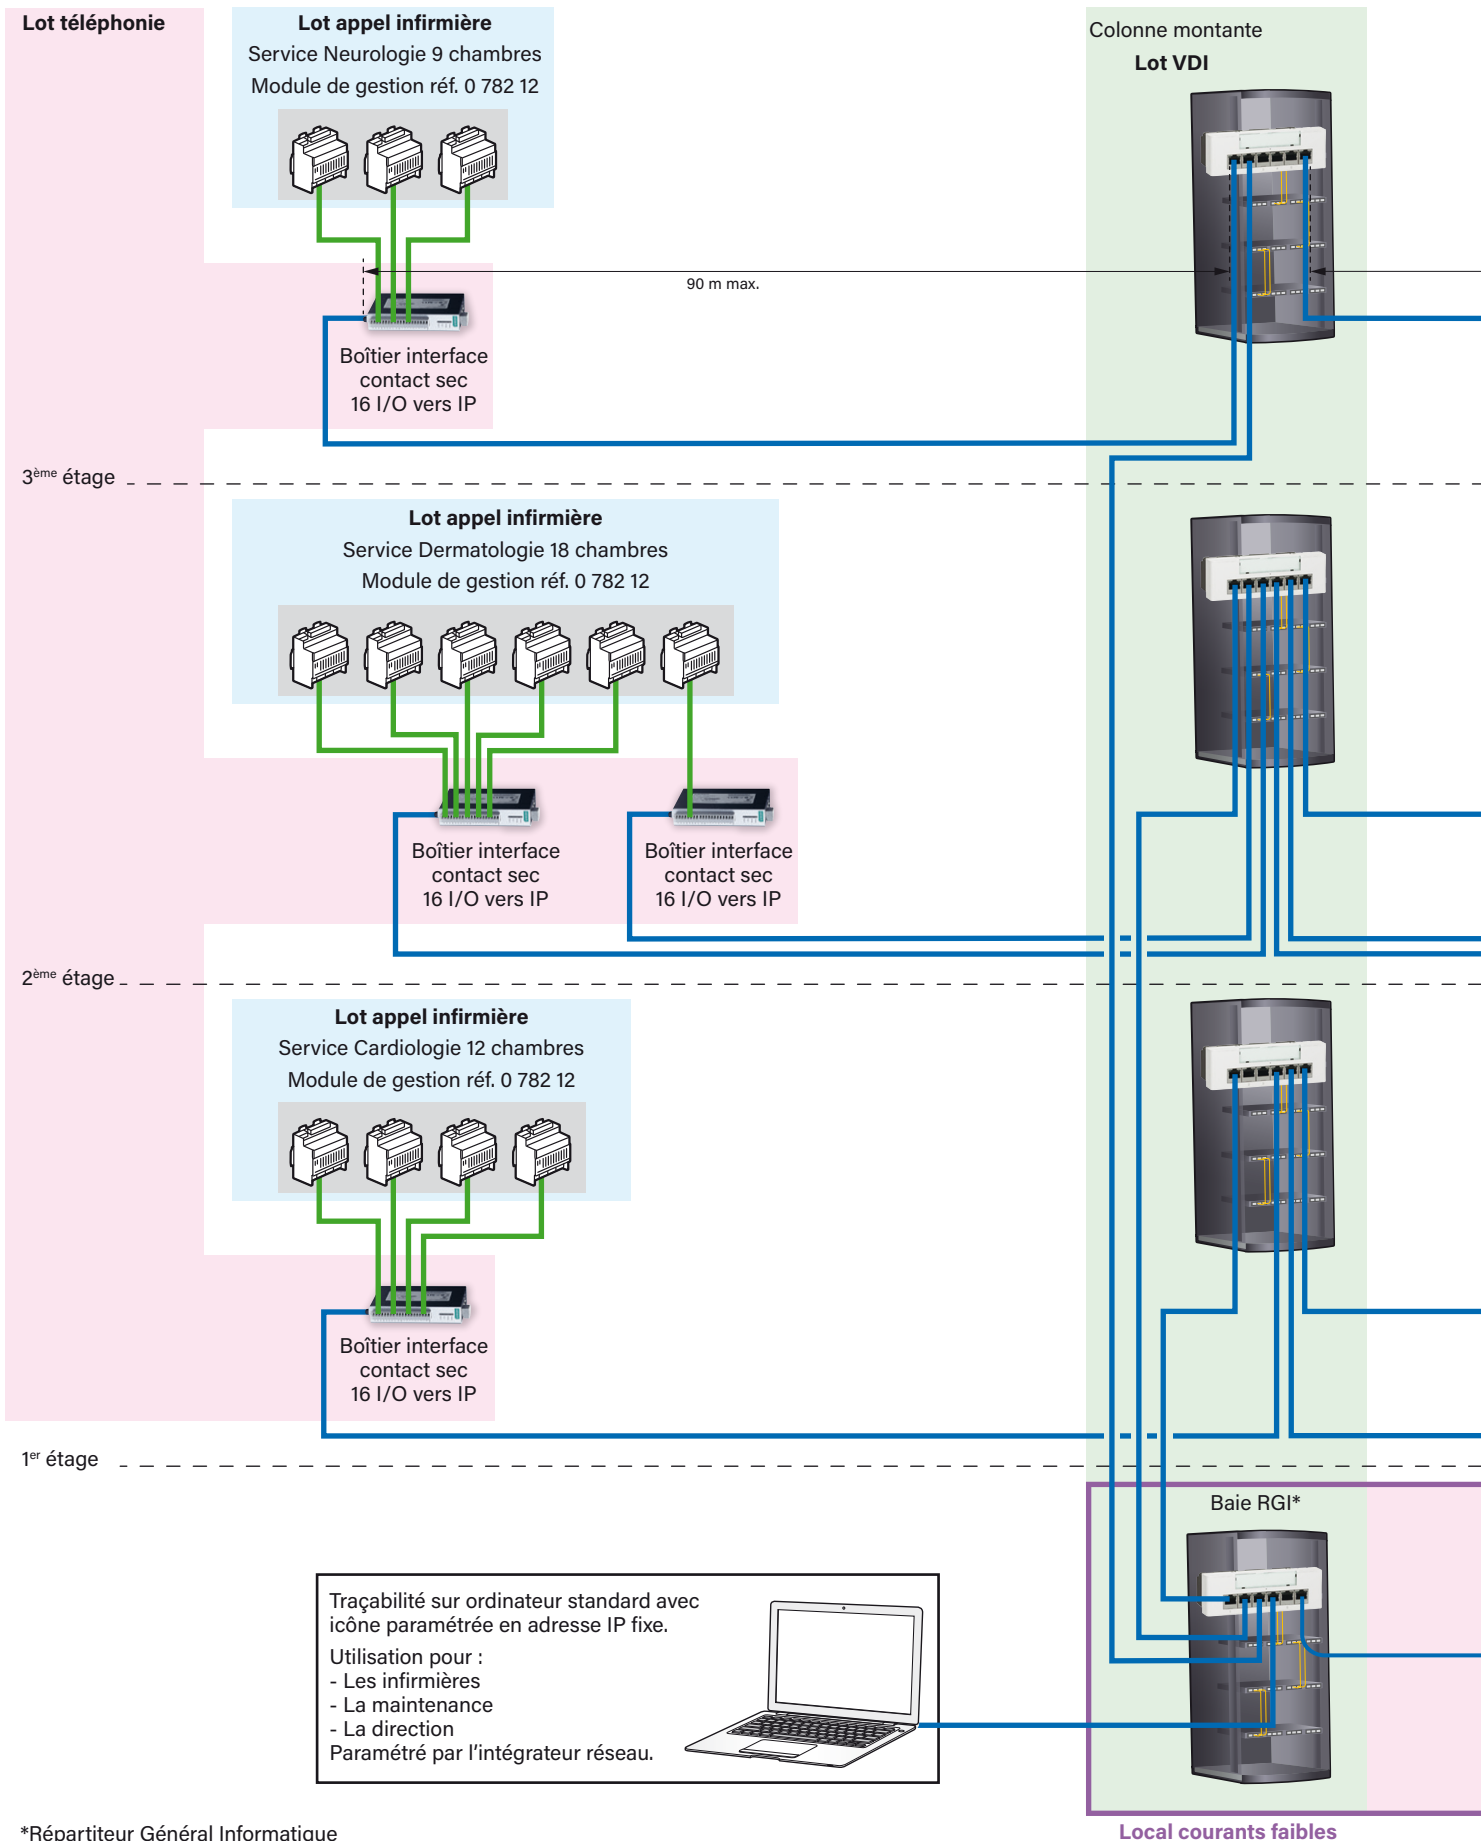 Lot téléphonie
Lot appel infirmière
Service Neurologie 9 chambres
Module de gestion réf. 0 782 12
Colonne montante
Lot VDI
90 m max.
Boîtier interface
contact sec
16 I/O vers IP
3ème étage
Lot appel infirmière
Service Dermatologie 18 chambres
Module de gestion réf. 0 782 12
Boîtier interface
contact sec
16 I/O vers IP
Boîtier interface
contact sec
16 I/O vers IP
2ème étage
Lot appel infirmière
Service Cardiologie 12 chambres
Module de gestion réf. 0 782 12
Boîtier interface
contact sec
16 I/O vers IP
1er étage
Baie RGI*
Traçabilité sur ordinateur standard avec
icône paramétrée en adresse IP fixe.
Utilisation pour :
- Les infirmières
- La maintenance
- La direction
Paramétré par l'intégrateur réseau.
Local courants faibles
*Répartiteur Général Informatique